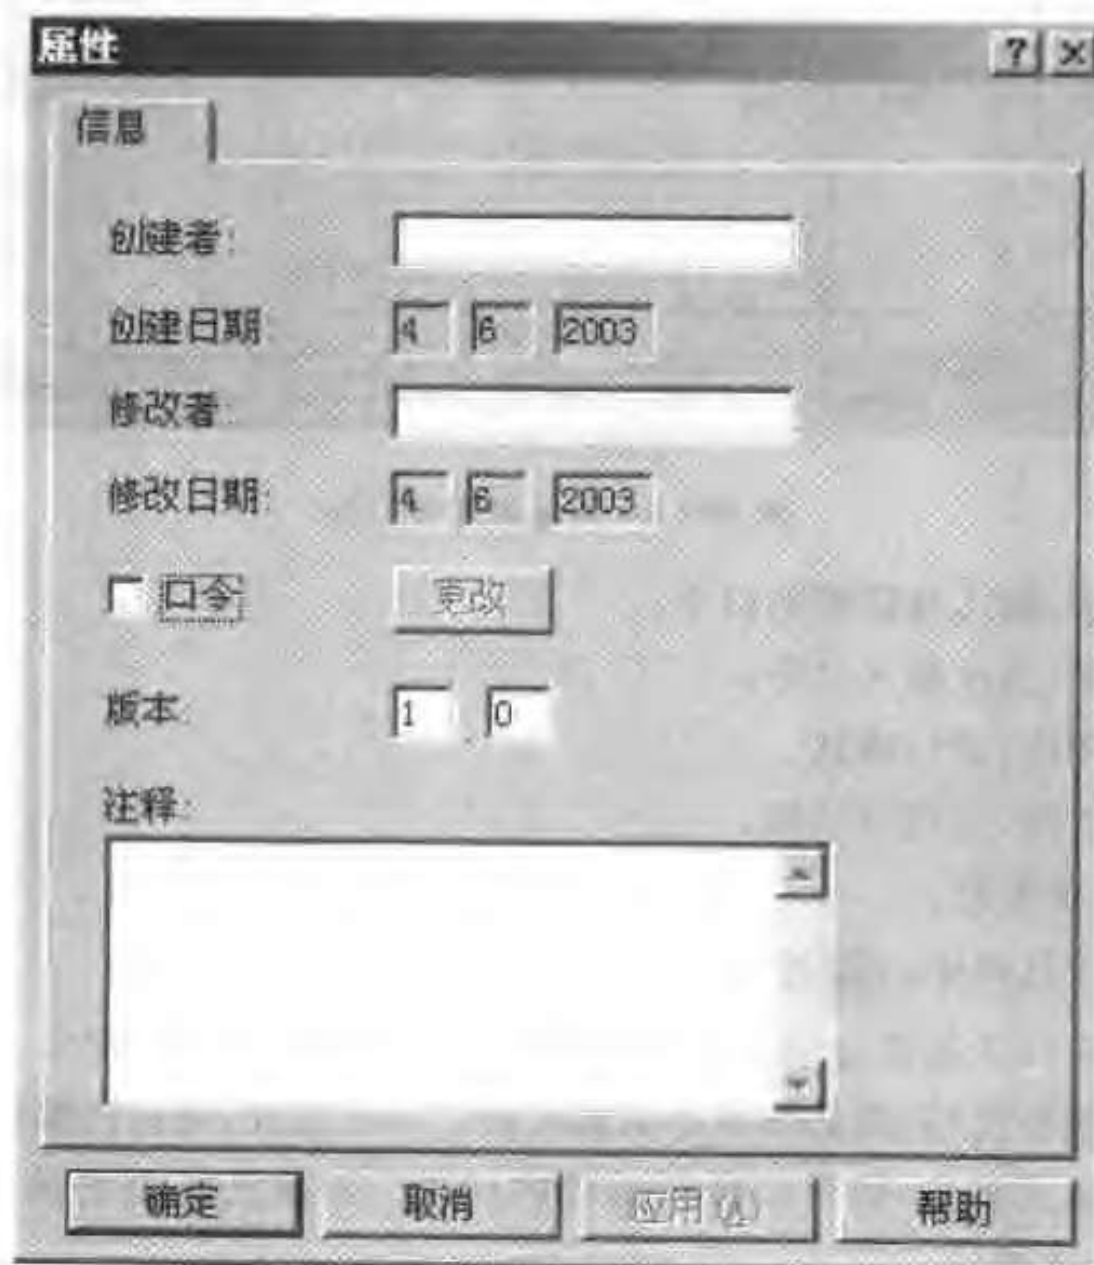 属性
信息
创建者:
创建日期: 4 6 2003
修改者:
修改日期: 4 6 2003
口令 更改
版本: 1 . 0
注释:
确定 取消 应用(A) 帮助